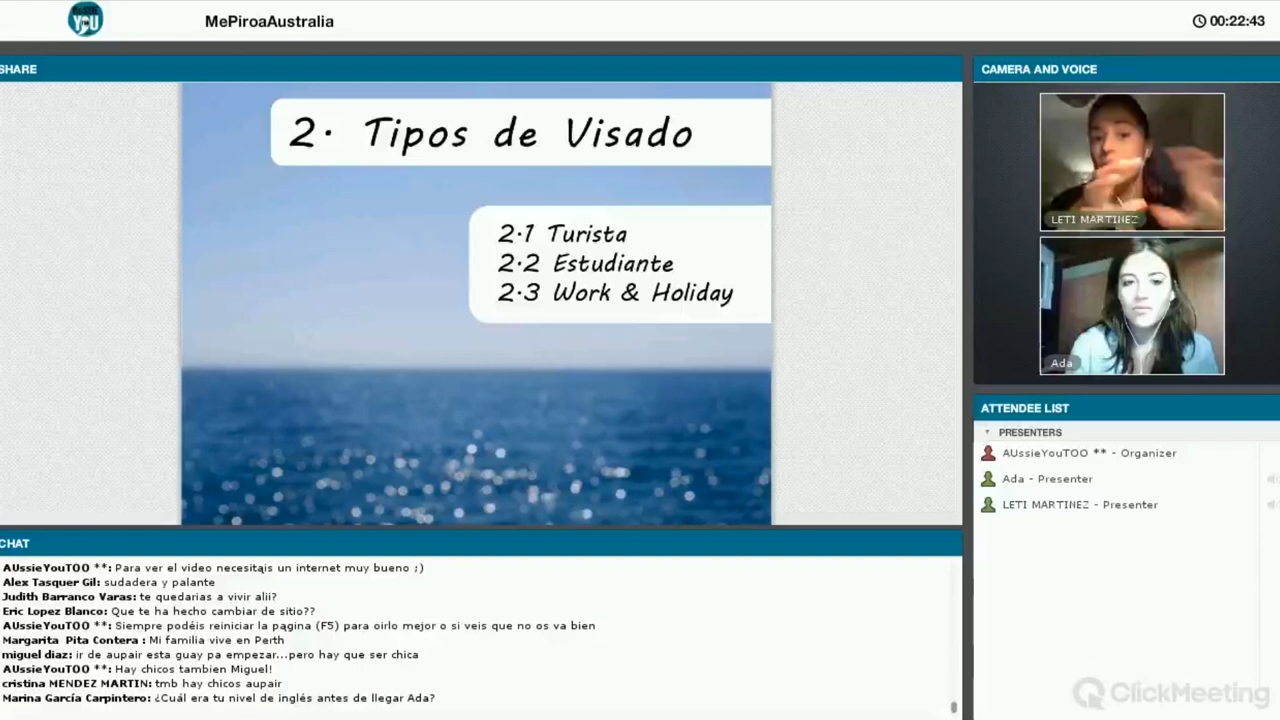 YOU
MePiroaAustralia
00:22:43
SHARE
CAMERA AND VOICE
2. Tipos de Visado
2.1 Turista
2.2 Estudiante
2.3 Work & Holiday
LETI MARTINEZ
Ada
ATTENDEE LIST
PRESENTERS
AUssieYouTOO ** - Organizer
Ada - Presenter
LETI MARTINEZ - Presenter
CHAT
AUssieYouTOO **: Para ver el video necesitais un internet muy bueno ;)
Alex Tasquer Gil: sudadera y palante
Judith Barranco Varas: te quedarias a vivir alii?
Eric Lopez Blanco: Que te ha hecho cambiar de sitio??
AUssieYouTOO **: Siempre podéis reiniciar la pagina (F5) para oirlo mejor o si veis que no os va bien
Margarita Pita Contera : Mi familia vive en Perth
miguel diaz: ir de aupair esta guay pa empezar...pero hay que ser chica
AUssieYouTOO **: Hay chicos tambien Miguel!
cristina MENDEZ MARTIN: tmb hay chicos aupair
Marina García Carpintero: ¿Cuál era tu nivel de inglés antes de llegar Ada?
ClickMeeting